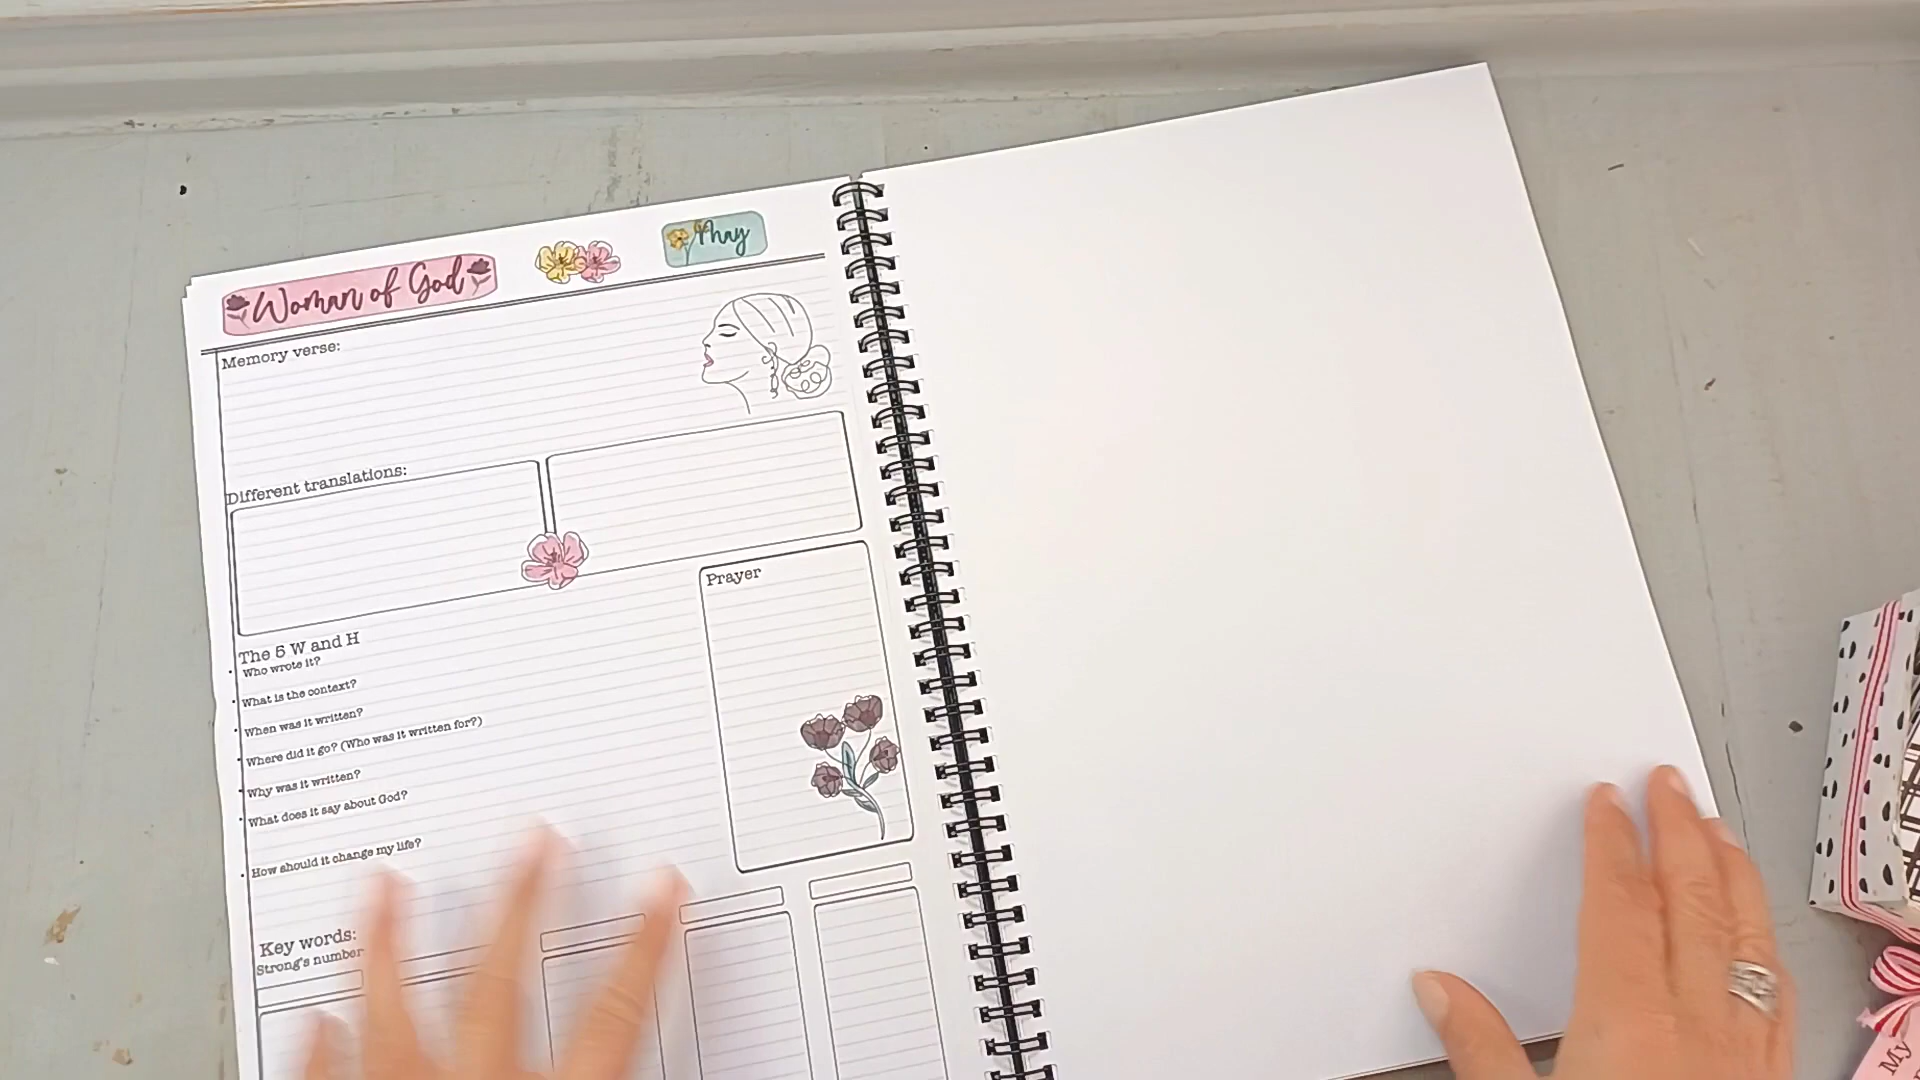 Woman of God
Pray
Memory verse:
Different translations:
Prayer
The 5 W and H
Who wrote it?
What is the context?
When was it written?
Where did it go? (Who was it written for?)
Why was it written?
What does it say about God?
How should it change my life?
Key words:
Strong's number
My